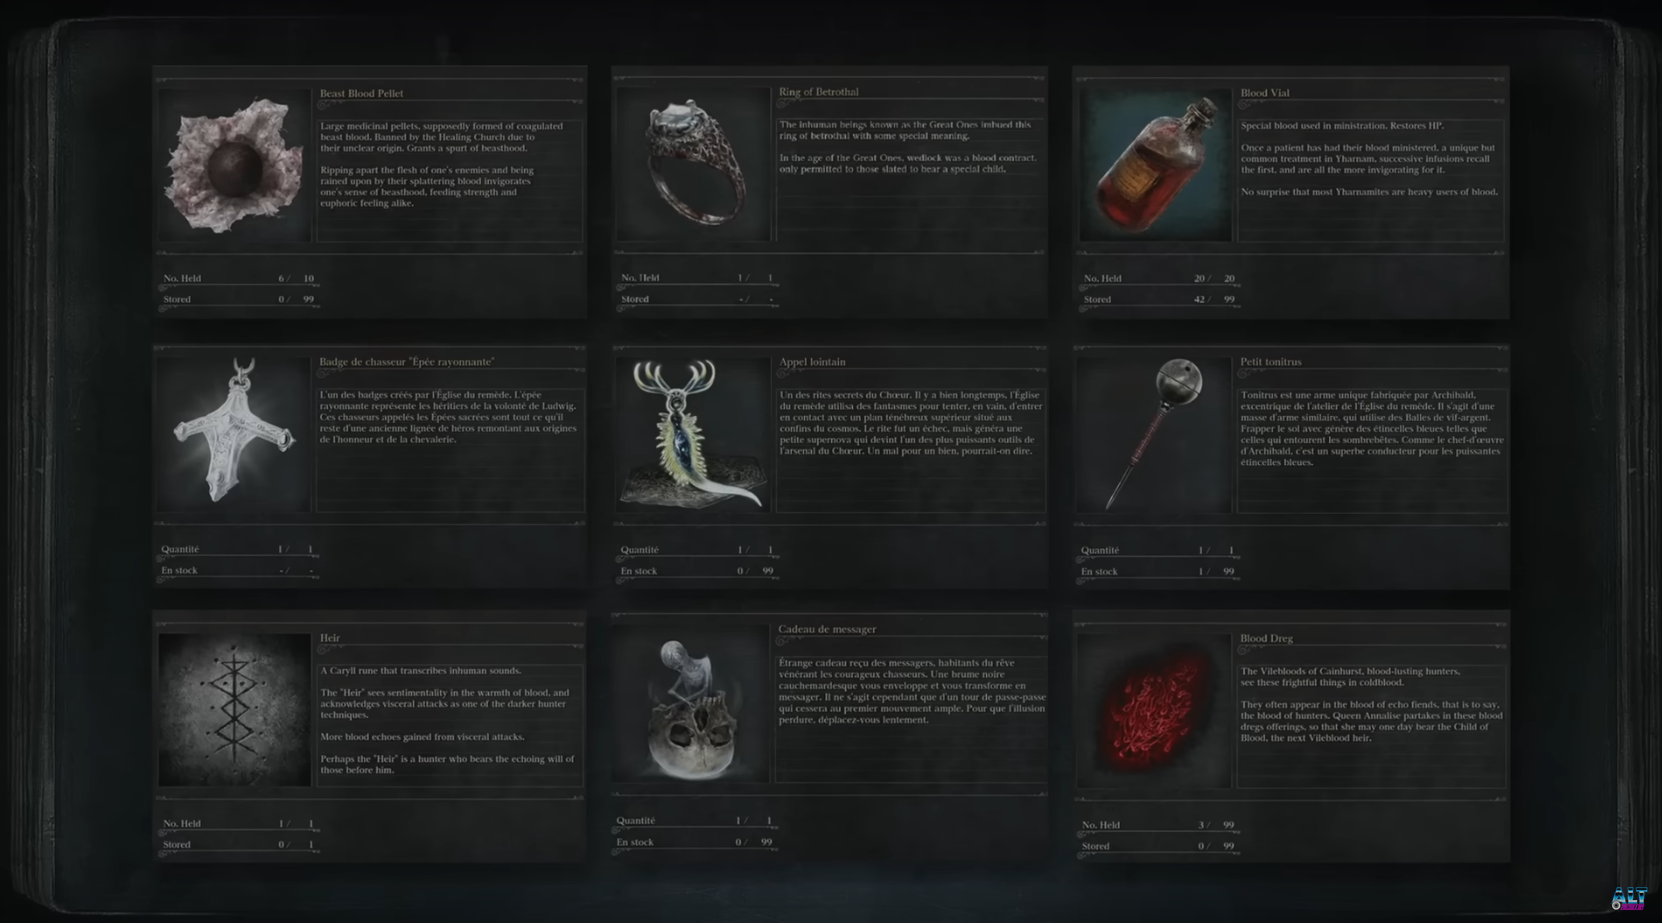 Beast Blood Pellet
Large medicinal pellets, supposedly formed of coagulated
beast blood. Banned by the Healing Church due to
their unclear origin. Grants a spurt of beasthood.
Ripping apart the flesh of one's enemies and being
rained upon by their splattering blood invigorates
one's sense of beasthood, feeding strength and
euphoric feeling alike.
No. Held 6 / 10
Stored 0 / 99
Ring of Betrothal
The inhuman beings known as the Great Ones imbued this
ring of betrothal with some special meaning.
In the age of the Great Ones, wedlock was a blood contract,
only permitted to those slated to bear a special child.
No. Held 1 / 1
Stored - / -
Blood Vial
Special blood used in ministration. Restores HP.
Once a patient has had their blood ministered, a unique but
common treatment in Yharnam, successive infusions recall
the first, and are all the more invigorating for it.
No surprise that most Yharnamites are heavy users of blood.
No. Held 20 / 20
Stored 42 / 99
Badge de chasseur "Épée rayonnante"
L'un des badges créés par l'Église du remède. L'épée
rayonnante représente les héritiers de la volonté de Ludwig.
Ces chasseurs appelés les Épées sacrées sont tout ce qu'il
reste d'une ancienne lignée de héros remontant aux origines
de l'honneur et de la chevalerie.
Quantité 1 / 1
En stock - / -
Appel lointain
Un des rites secrets du Chœur. Il y a bien longtemps, l'Église
du remède utilisa des fantasmes pour tenter, en vain, d'entrer
en contact avec un plan ténébreux supérieur situé aux
confins du cosmos. Le rite fut un échec, mais généra une
petite supernova qui devint l'un des plus puissants outils de
l'arsenal du Chœur. Un mal pour un bien, pourrait-on dire.
Quantité 1 / 1
En stock 0 / 99
Petit tonitrus
Tonitrus est une arme unique fabriquée par Archibald,
excentrique de l'atelier de l'Église du remède. Il s'agit d'une
masse d'arme similaire, qui utilise des Balles de vif-argent.
Frapper le sol avec génère des étincelles bleues telles que
celles qui entourent les sombrebêtes. Comme le chef-d'œuvre
d'Archibald, c'est un superbe conducteur pour les puissantes
étincelles bleues.
Quantité 1 / 1
En stock 1 / 99
Heir
A Caryll rune that transcribes inhuman sounds.
The "Heir" sees sentimentality in the warmth of blood, and
acknowledges visceral attacks as one of the darker hunter
techniques.
More blood echoes gained from visceral attacks.
Perhaps the "Heir" is a hunter who bears the echoing will of
those before him.
No. Held 1 / 1
Stored 0 / 1
Cadeau de messager
Étrange cadeau reçu des messagers, habitants du rêve
vénérant les courageux chasseurs. Une brume noire
cauchemardesque vous enveloppe et vous transforme en
messager. Il ne s'agit cependant que d'un tour de passe-passe
qui cessera au premier mouvement ample. Pour que l'illusion
perdure, déplacez-vous lentement.
Quantité 1 / 1
En stock 0 / 99
Blood Dreg
The Vilebloods of Cainhurst, blood-lusting hunters,
see these frightful things in coldblood.
They often appear in the blood of echo fiends, that is to say,
the blood of hunters. Queen Annalise partakes in these blood
dregs offerings, so that she may one day bear the Child of
Blood, the next Vileblood heir.
No. Held 3 / 99
Stored 0 / 99
ALT